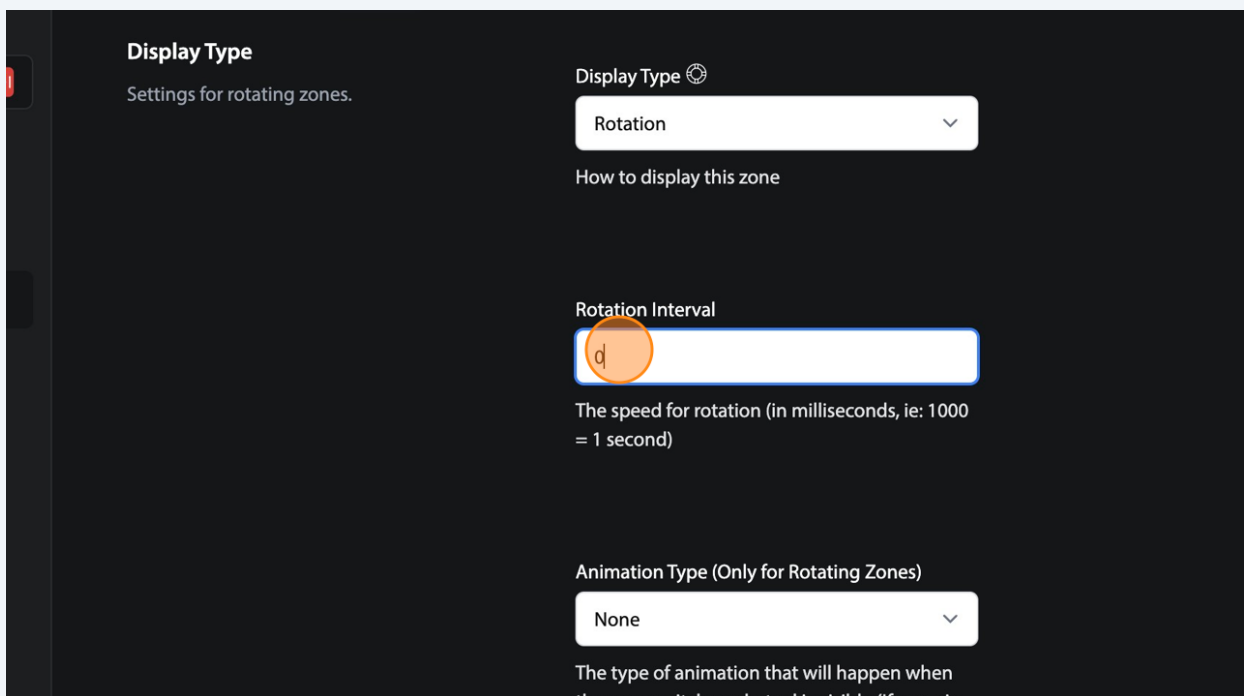 Display Type
Settings for rotating zones.
Display Type
Rotation
How to display this zone
Rotation Interval
0
The speed for rotation (in milliseconds, ie: 1000
= 1 second)
Animation Type (Only for Rotating Zones)
None
The type of animation that will happen when